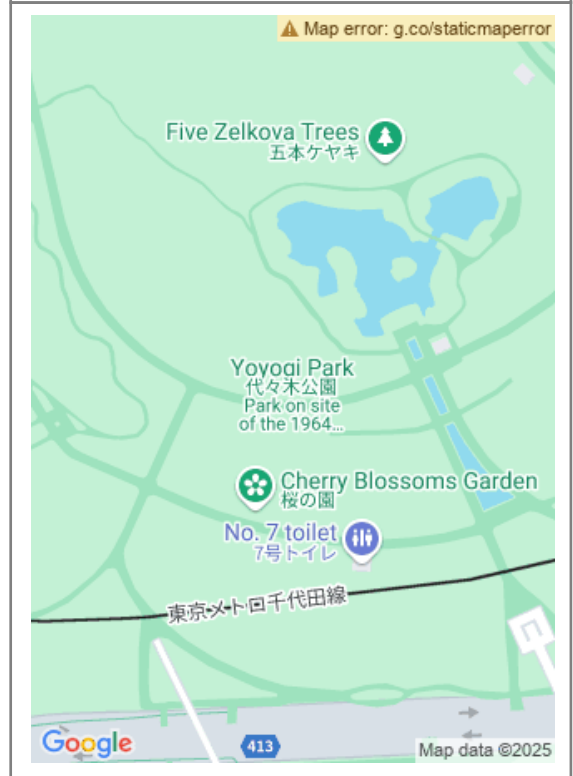 Map error: g.co/staticmaperror
Five Zelkova Trees
五本ケヤキ
Yoyogi Park
代々木公園
Park on site
of the 1964...
Cherry Blossoms Garden
桜の園
No. 7 toilet
7号トイレ
東京メトロ千代田線
Google
413
Map data ©2025